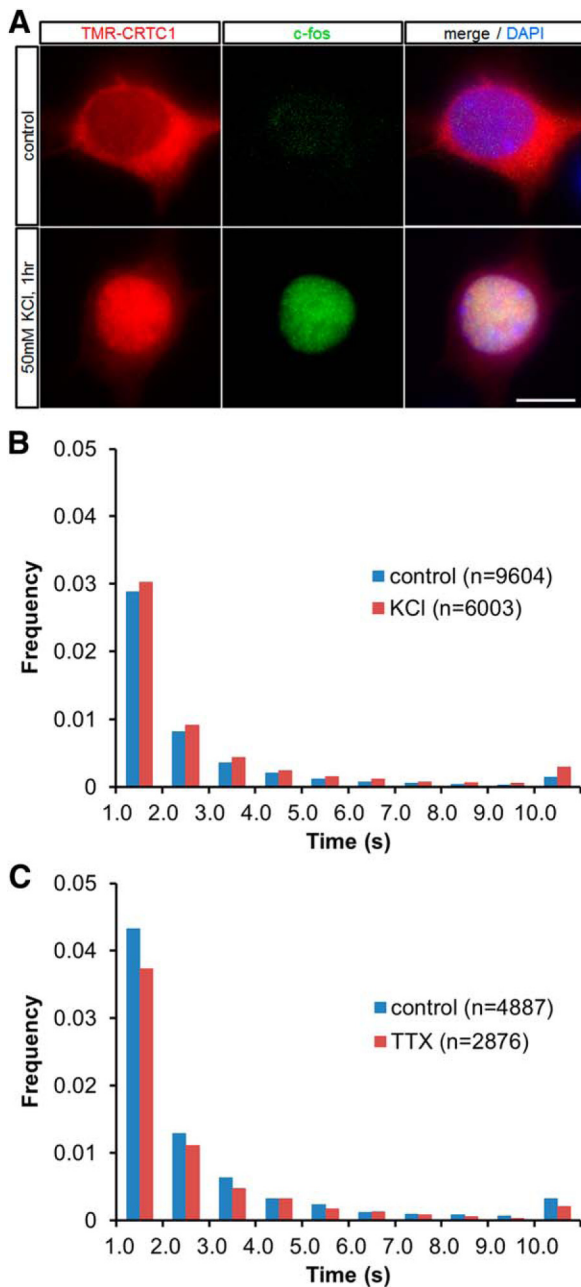 A
TMR-CRTC1 c-fos merge / DAPI
control
50mM KCl, 1hr
B
0.05
0.04
0.03
0.02
0.01
0
Frequency
control (n=9604)
KCl (n=6003)
1.0 2.0 3.0 4.0 5.0 6.0 7.0 8.0 9.0 10.0
Time (s)
C
0.05
0.04
0.03
0.02
0.01
0
Frequency
control (n=4887)
TTX (n=2876)
1.0 2.0 3.0 4.0 5.0 6.0 7.0 8.0 9.0 10.0
Time (s)